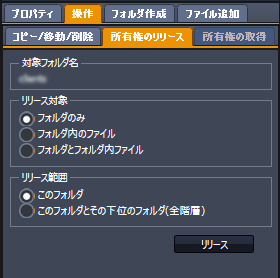 プロパティ 操作 フォルダ作成 ファイル追加
コピー/移動/削除 所有権のリリース 所有権の取得
対象フォルダ名
リリース対象
フォルダのみ
フォルダ内のファイル
フォルダとフォルダ内ファイル
リリース範囲
このフォルダ
このフォルダとその下位のフォルダ(全階層)
リリース